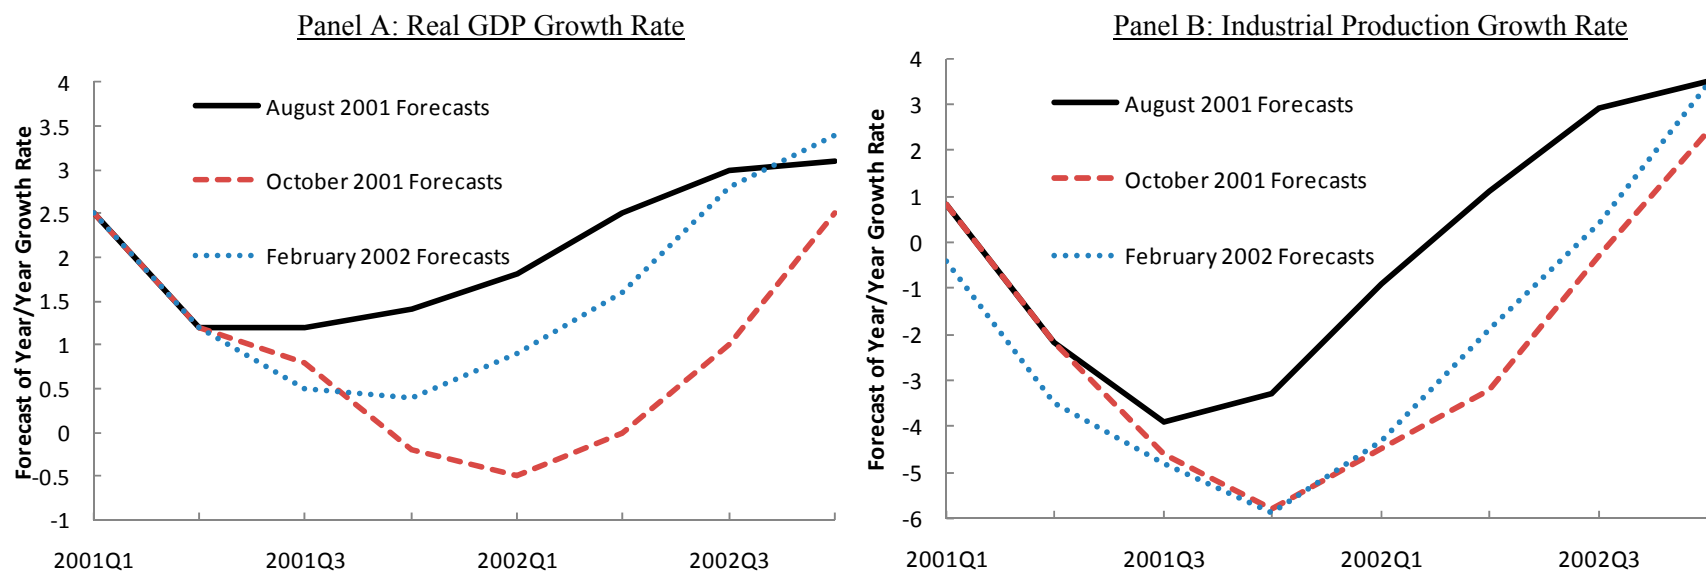 Panel A: Real GDP Growth Rate
Forecast of Year/Year Growth Rate
4
3.5
3
2.5
2
1.5
1
0.5
0
-0.5
-1
August 2001 Forecasts
October 2001 Forecasts
February 2002 Forecasts
2001Q1 2001Q3 2002Q1 2002Q3
Panel B: Industrial Production Growth Rate
Forecast of Year/Year Growth Rate
4
3
2
1
0
-1
-2
-3
-4
-5
-6
August 2001 Forecasts
October 2001 Forecasts
February 2002 Forecasts
2001Q1 2001Q3 2002Q1 2002Q3